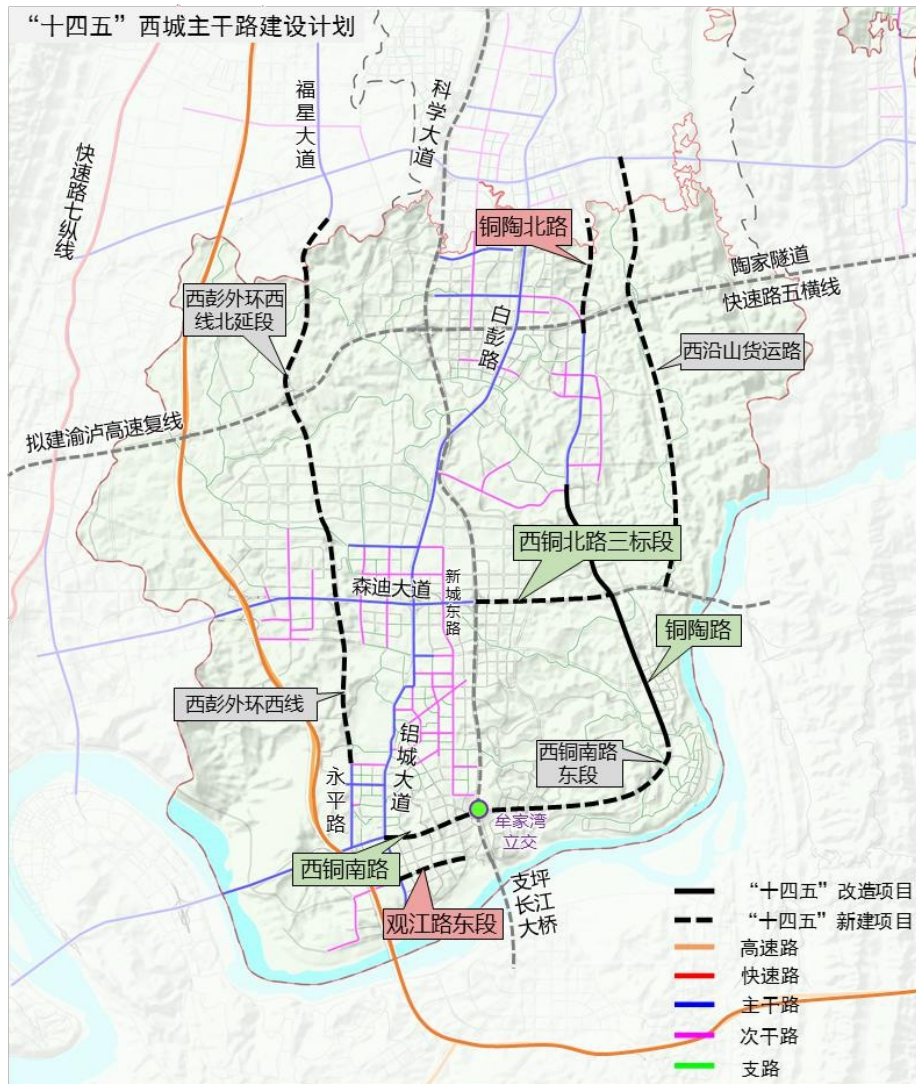 “十四五”西城主干路建设计划
福星大道
科学大道
快速路七纵线
铜陶北路
陶家隧道
快速路五横线
西彭外环西
线北延段
白彭路
西沿山货运路
拟建渝泸高速复线
西铜北路三标段
森迪大道
新城东路
铜陶路
西彭外环西线
铝城大道
西铜南路
东段
永平路
牟家湾
立交
西铜南路
支坪
长江
大桥
观江路东段
“十四五”改造项目
“十四五”新建项目
高速路
快速路
主干路
次干路
支路